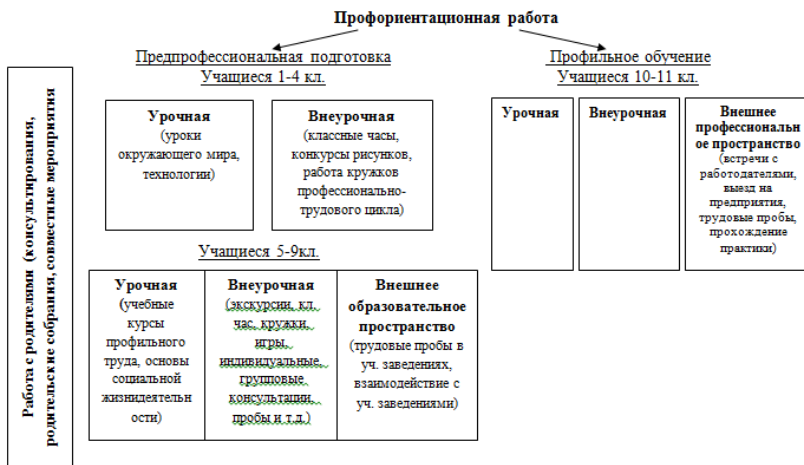 Профориентационная работа
Предпрофессиональная подготовка
Учащиеся 1-4 кл.
Профильное обучение
Учащиеся 10-11 кл.
Работа с родителями (консультирования,
родительские собрания, совместные мероприятия
Урочная
(уроки
окружающего мира,
технологии)
Внеурочная
(классные часы,
конкурсы рисунков,
работа кружков
профессионально-
трудового цикла)
Урочная
Внеурочная
Внешнее
профессиональн
ое пространство
(встречи с
работодателями,
выезд на
предприятия,
трудовые пробы,
прохождение
практики)
Учащиеся 5-9кл.
Урочная
(учебные
курсы
профильного
труда, основы
социальной
жизнидеятельн
ости)
Внеурочная
(экскурсии, кл.
час, кружки,
игры,
индивидуальные,
групповые
консультации,
пробы и т.д.)
Внешнее
образовательное
пространство
(трудовые пробы в
уч. заведениях,
взаимодействие с
уч. заведениями)